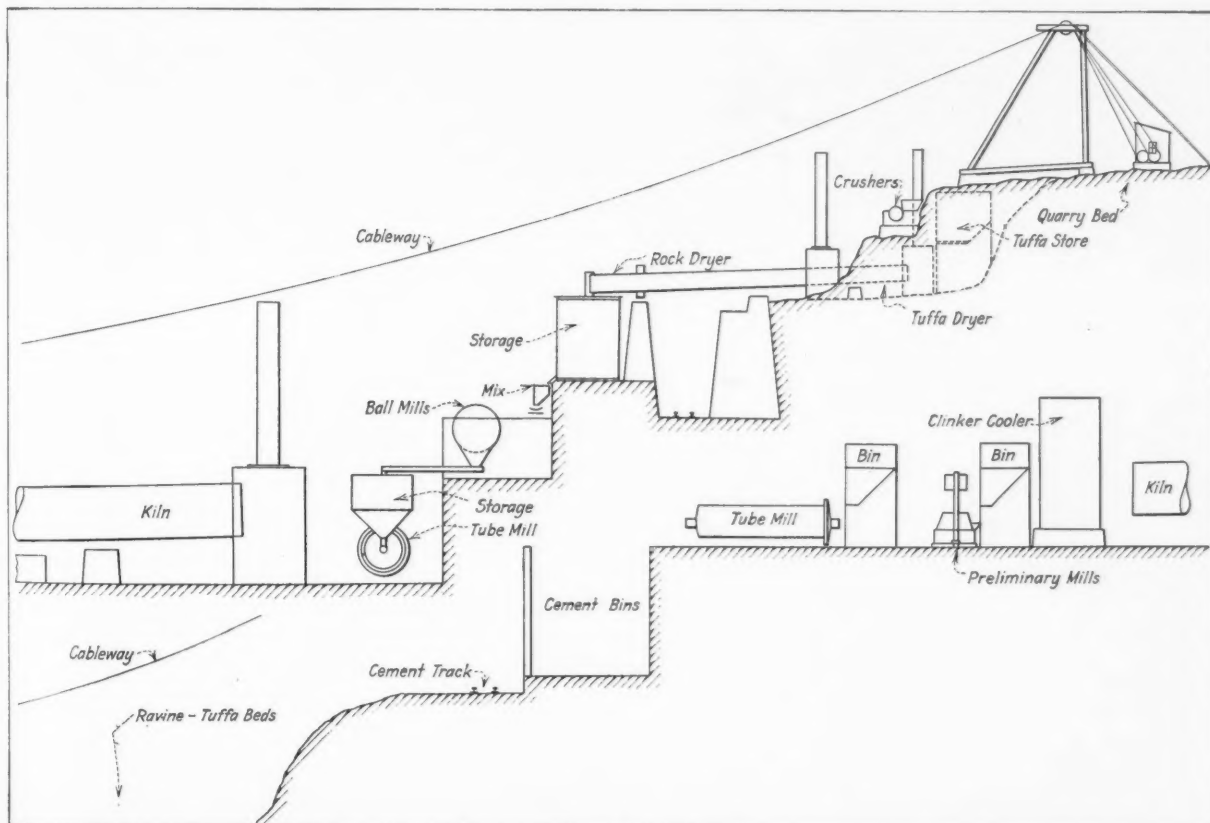 Crushers
Quarry Bed
Tuffa Store
Cableway
Rock Dryer
Tuffa Dryer
Storage
Mix
Ball Mills
Clinker Cooler
Bin
Bin
Kiln
Storage
Kiln
Tube Mill
Tube Mill
Preliminary Mills
Cement Bins
Cableway
Cement Track
Ravine - Tuffa Beds